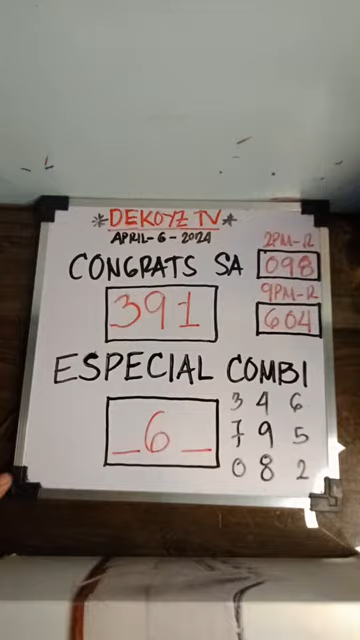 *DEKOYZ TV*
APRIL-6-2024
CONGRATS SA
391
2PM-R
098
9PM-R
604
ESPECIAL COMBI
_6_
3 4 6
7 9 5
0 8 2